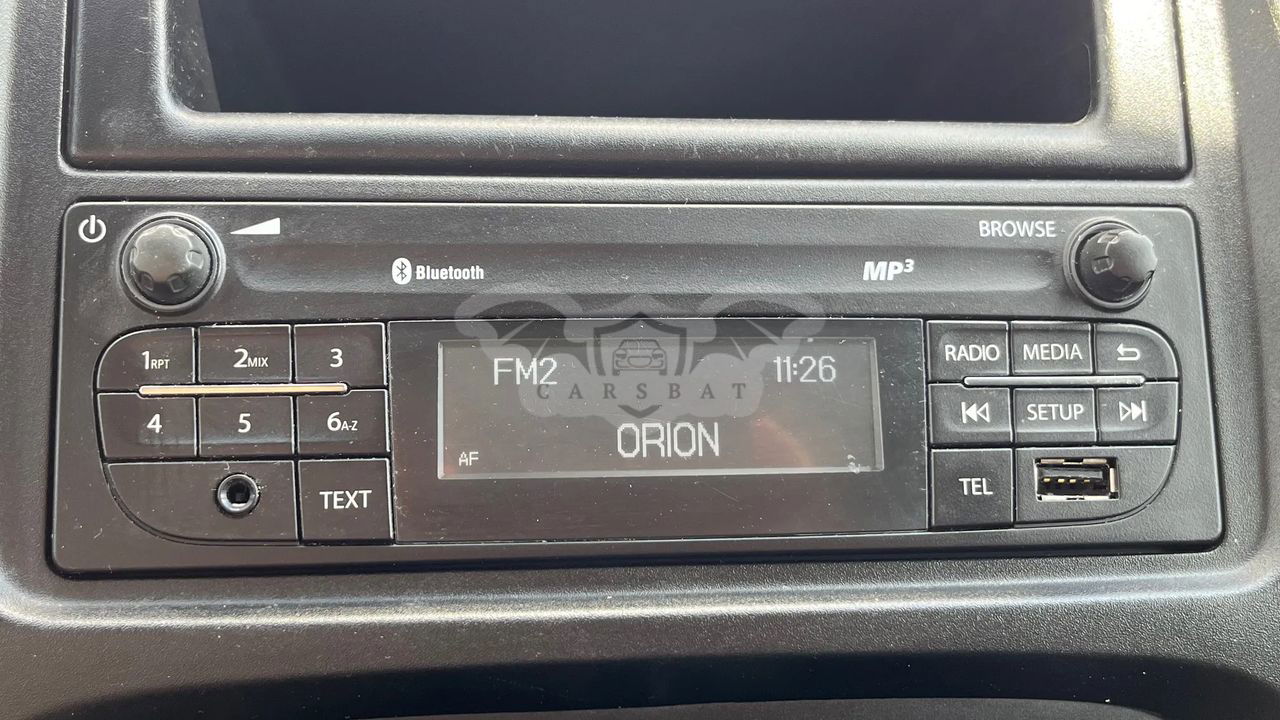 BROWSE
Bluetooth
MP3
1RPT 2MIX 3
RADIO MEDIA
FM2 11:26
CARSBAT
4 5 6A-Z
SETUP
ORION
AF
TEXT
TEL